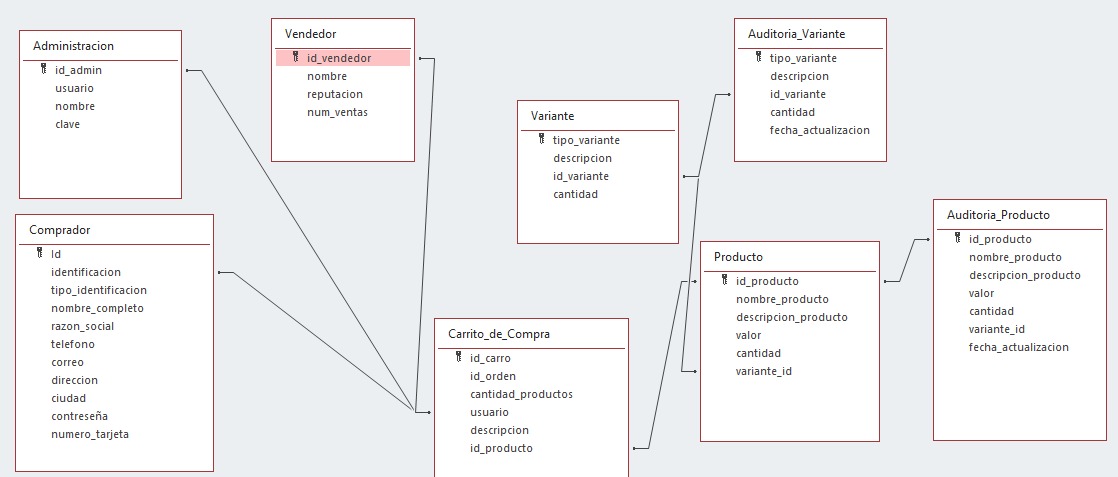 Administracion
id_admin
usuario
nombre
clave
Vendedor
id_vendedor
nombre
reputacion
num_ventas
Variante
tipo_variante
descripcion
id_variante
cantidad
Auditoria_Variante
tipo_variante
descripcion
id_variante
cantidad
fecha_actualizacion
Comprador
Id
identificacion
tipo_identificacion
nombre_completo
razon_social
telefono
correo
direccion
ciudad
contreseña
numero_tarjeta
Carrito_de_Compra
id_carro
id_orden
cantidad_productos
usuario
descripcion
id_producto
Producto
id_producto
nombre_producto
descripcion_producto
valor
cantidad
variante_id
Auditoria_Producto
id_producto
nombre_producto
descripcion_producto
valor
cantidad
variante_id
fecha_actualizacion